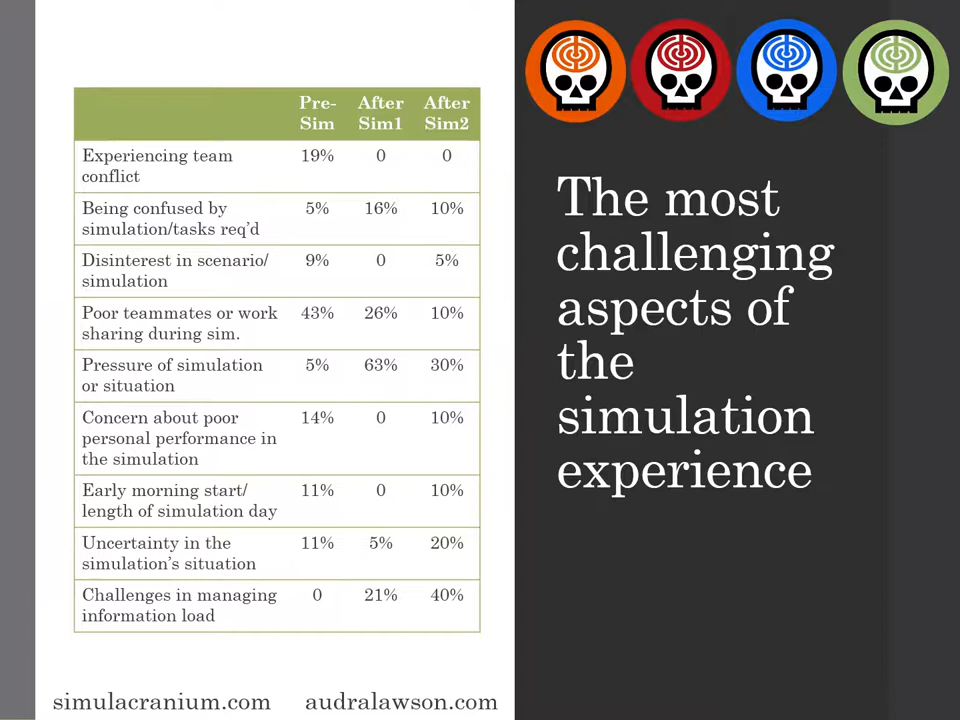 Pre-Sim After Sim1 After Sim2
Experiencing team conflict 19% 0 0
Being confused by simulation/tasks req’d 5% 16% 10%
Disinterest in scenario/ simulation 9% 0 5%
Poor teammates or work sharing during sim. 43% 26% 10%
Pressure of simulation or situation 5% 63% 30%
Concern about poor personal performance in the simulation 14% 0 10%
Early morning start/ length of simulation day 11% 0 10%
Uncertainty in the simulation’s situation 11% 5% 20%
Challenges in managing information load 0 21% 40%
simulacranium.com audralawson.com
The most
challenging
aspects of
the
simulation
experience